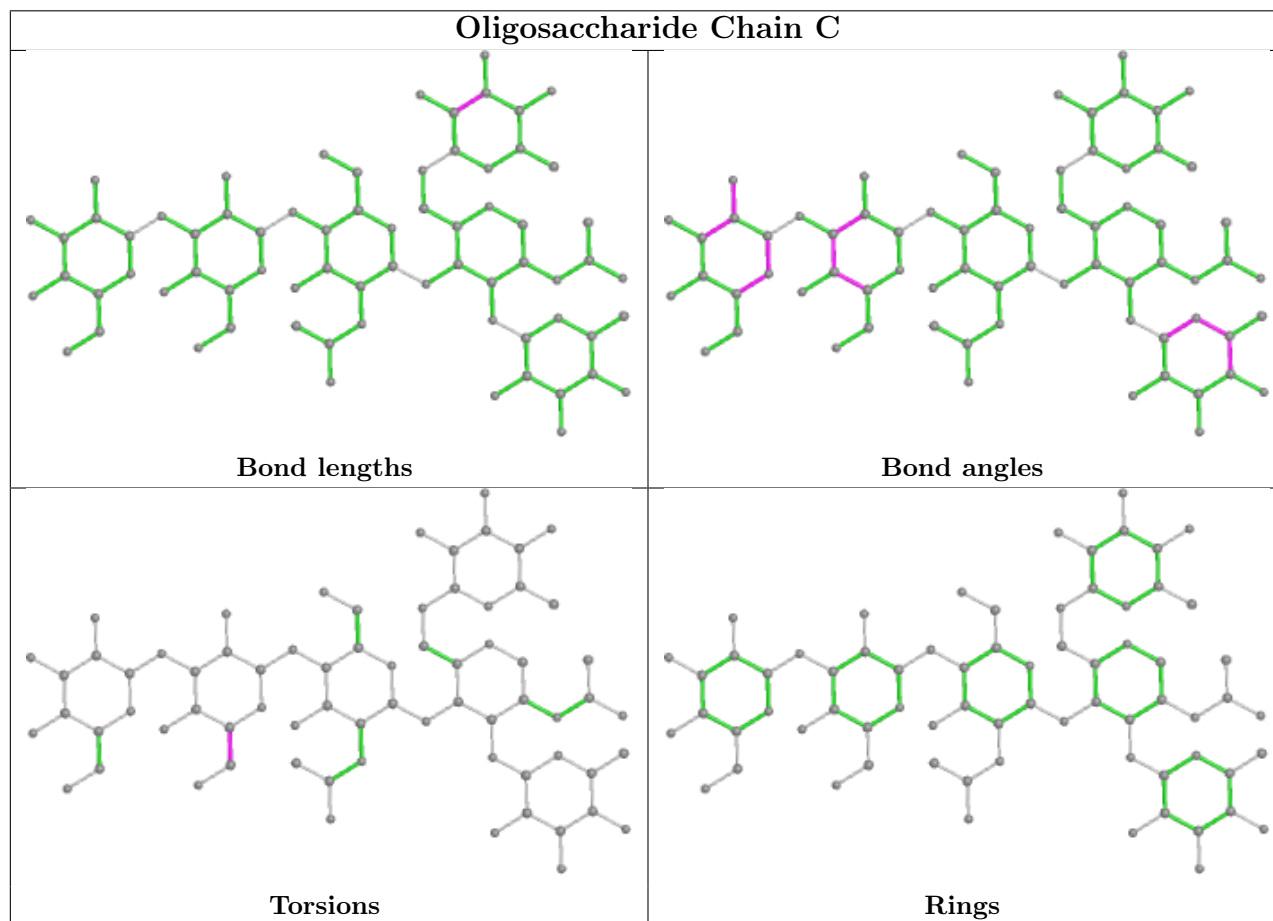 Oligosaccharide Chain C
Bond lengths
Bond angles
Torsions
Rings